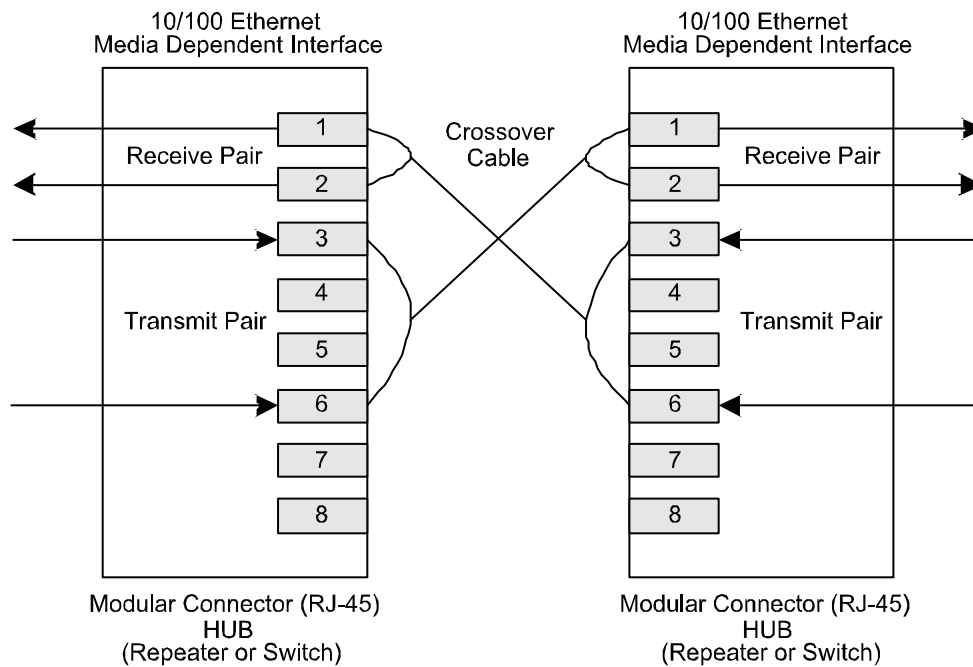 10/100 Ethernet
Media Dependent Interface
10/100 Ethernet
Media Dependent Interface
1
Receive Pair
2
3
4
Transmit Pair
5
6
7
8
Crossover
Cable
1
Receive Pair
2
3
4
Transmit Pair
5
6
7
8
Modular Connector (RJ-45)
HUB
(Repeater or Switch)
Modular Connector (RJ-45)
HUB
(Repeater or Switch)